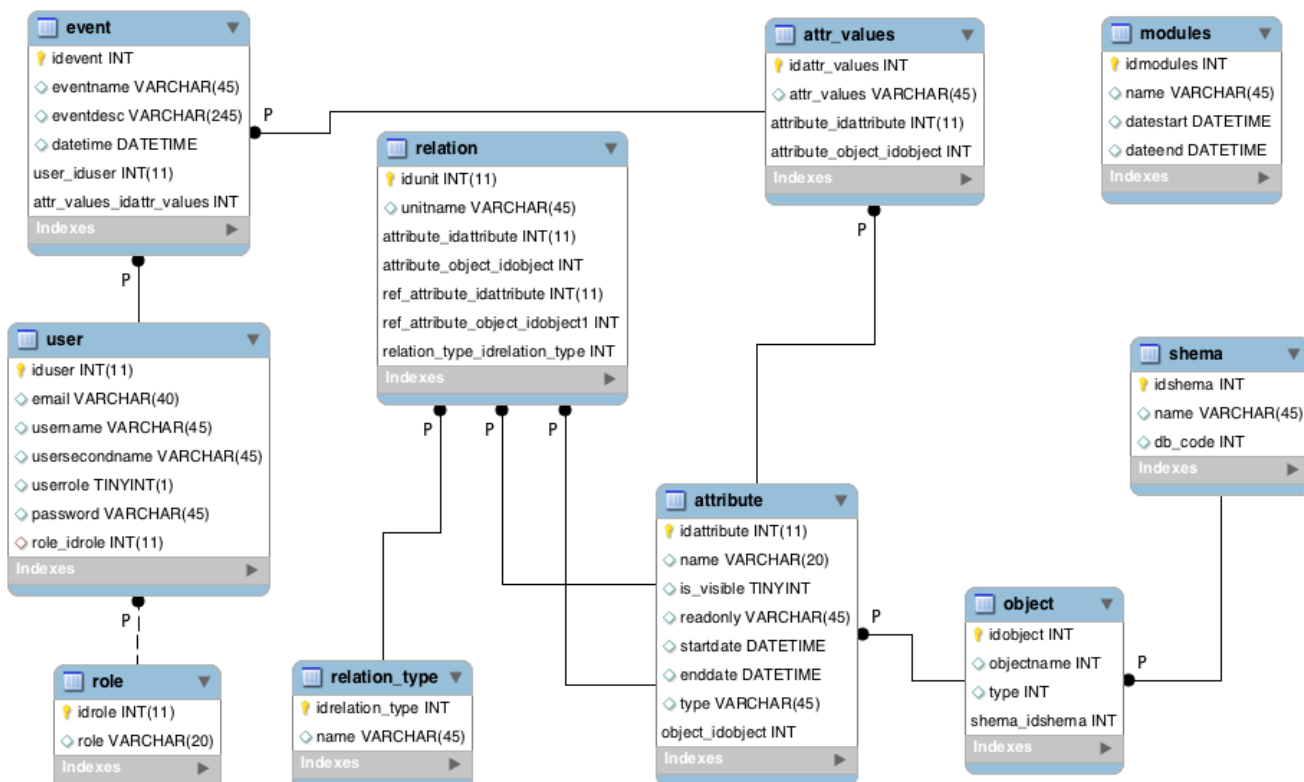 event
idevent INT
eventname VARCHAR(45)
eventdesc VARCHAR(245)
datetime DATETIME
user_iduser INT(11)
attr_values_idattr_values INT
Indexes
P
P
user
iduser INT(11)
email VARCHAR(40)
username VARCHAR(45)
usersecondname VARCHAR(45)
userrole TINYINT(1)
password VARCHAR(45)
role_idrole INT(11)
Indexes
P
role
idrole INT(11)
role VARCHAR(20)
Indexes
relation
idunit INT(11)
unitname VARCHAR(45)
attribute_idattribute INT(11)
attribute_object_idobject INT
ref_attribute_idattribute INT(11)
ref_attribute_object_idobject1 INT
relation_type_idrelation_type INT
Indexes
P
P
P
relation_type
idrelation_type INT
name VARCHAR(45)
Indexes
attr_values
idattr_values INT
attr_values VARCHAR(45)
attribute_idattribute INT(11)
attribute_object_idobject INT
Indexes
P
attribute
idattribute INT(11)
name VARCHAR(20)
is_visible TINYINT
readonly VARCHAR(45)
startdate DATETIME
enddate DATETIME
type VARCHAR(45)
object_idobject INT
Indexes
P
modules
idmodules INT
name VARCHAR(45)
datestart DATETIME
dateend DATETIME
Indexes
shema
idshema INT
name VARCHAR(45)
db_code INT
Indexes
object
idobject INT
objectname INT
type INT
shema_idshema INT
Indexes
P